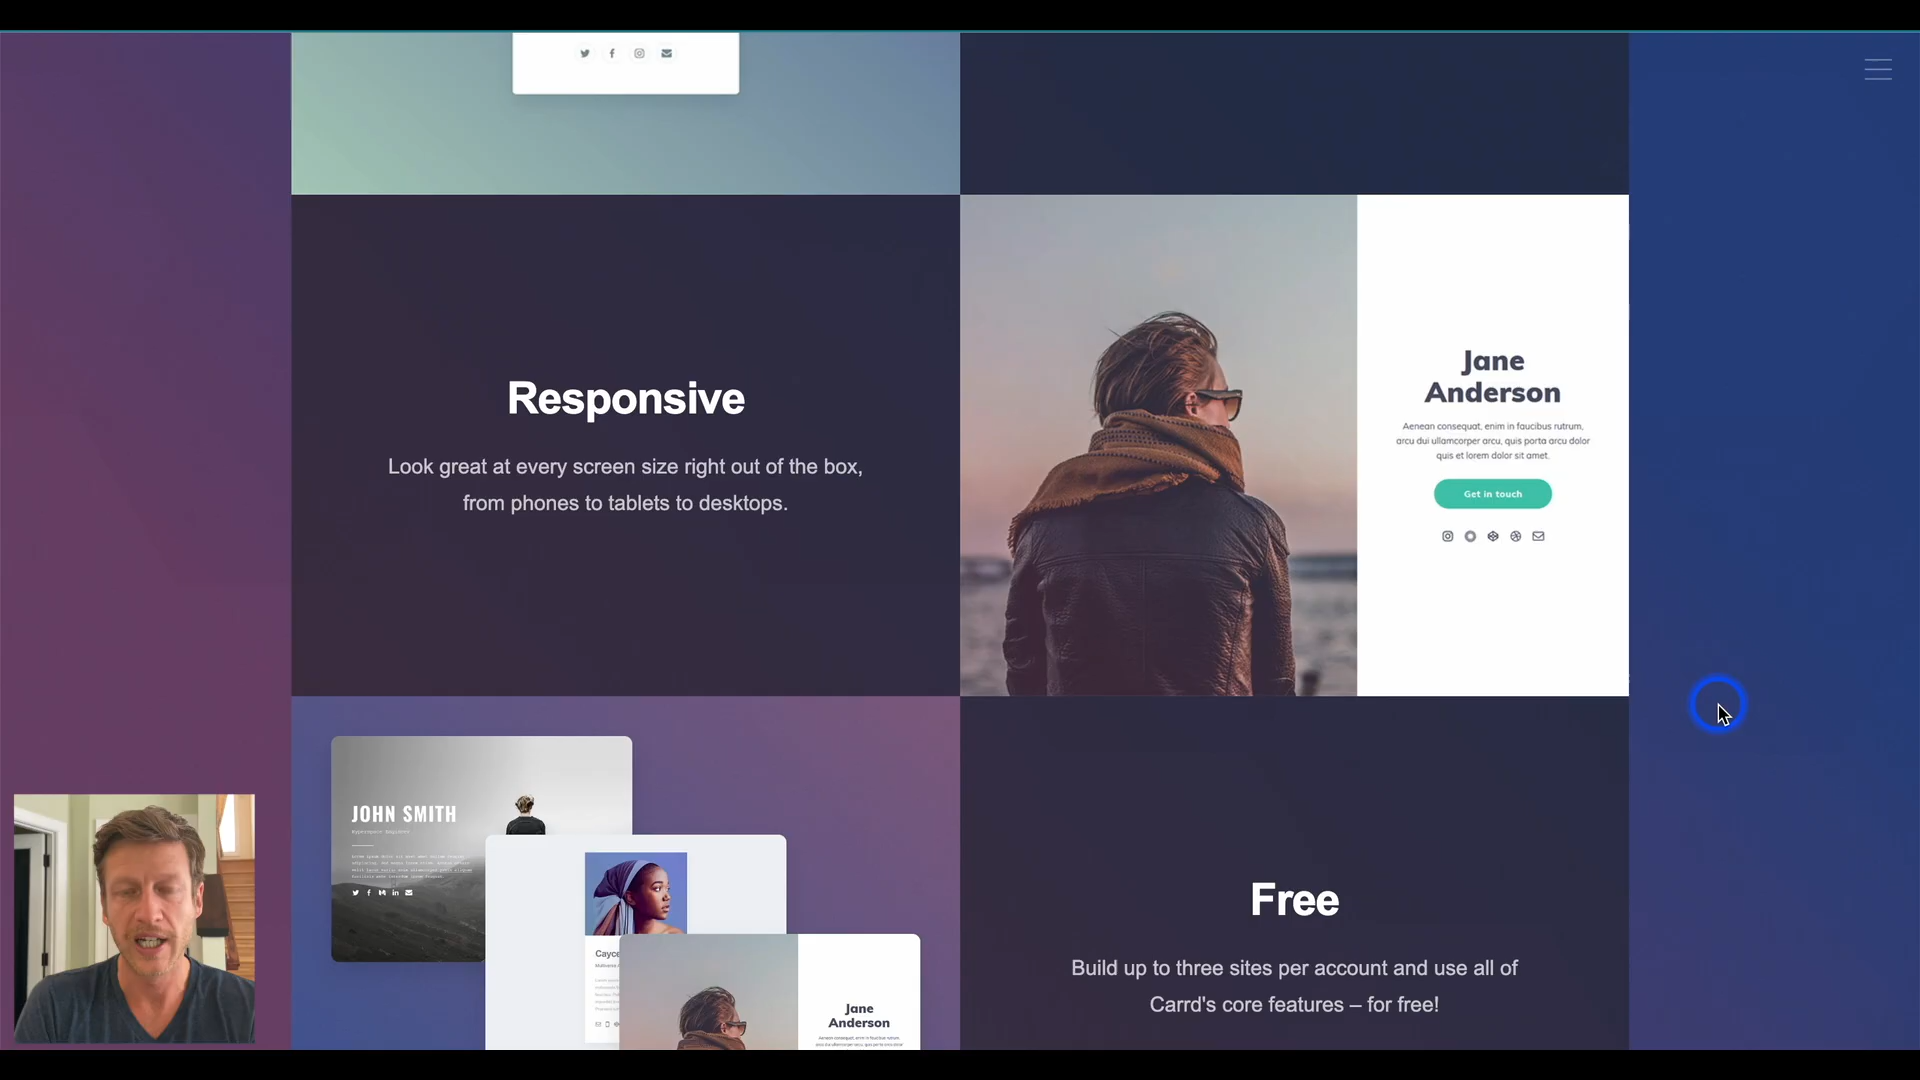 Responsive
Look great at every screen size right out of the box,
from phones to tablets to desktops.
Jane
Anderson
Aenean consequat, enim in faucibus rutrum,
arcu dui ullamcorper arcu, quis porta arcu dolor
quis et lorem dolor sit amet.
Get in touch
JOHN SMITH
Cayce
Jane
Anderson
Free
Build up to three sites per account and use all of
Carrd's core features – for free!